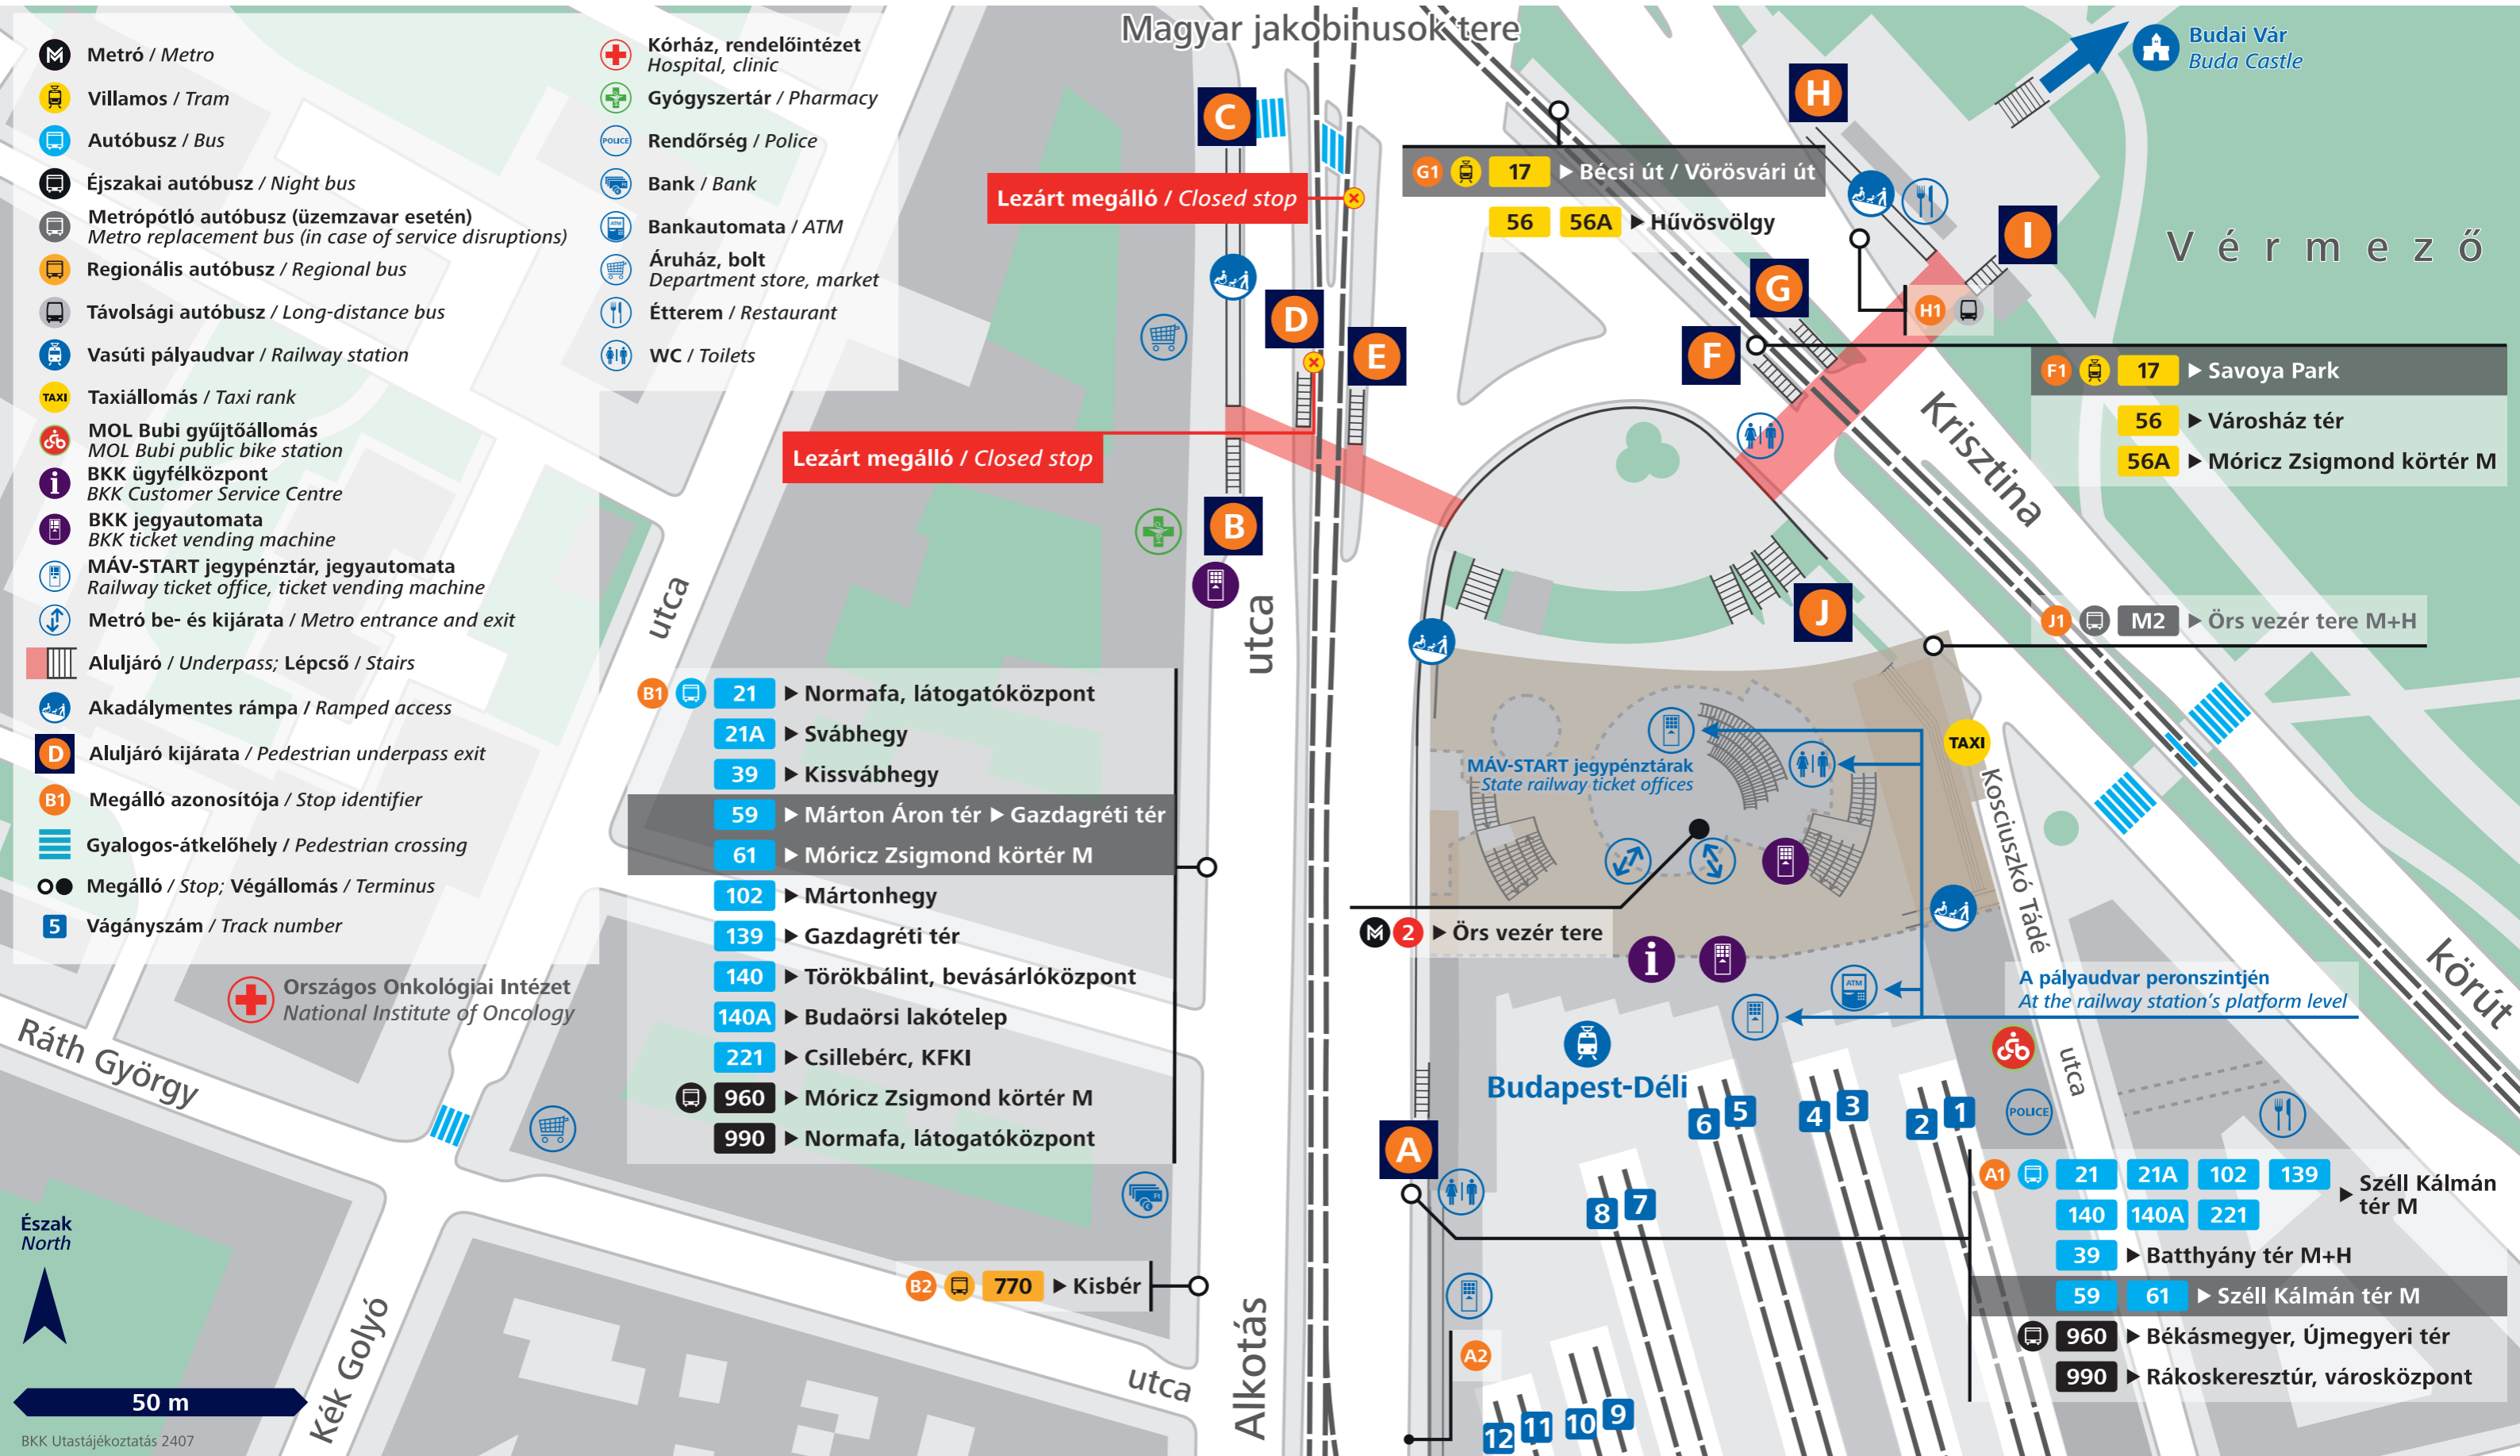 Metró / Metro
Villamos / Tram
Autóbusz / Bus
Éjszakai autóbusz / Night bus
Metrópótló autóbusz (üzemzavar esetén)
Metro replacement bus (in case of service disruptions)
Regionális autóbusz / Regional bus
Távolsági autóbusz / Long-distance bus
Vasúti pályaudvar / Railway station
TAXI Taxiállomás / Taxi rank
MOL Bubi gyűjtőállomás
MOL Bubi public bike station
i BKK ügyfélközpont
BKK Customer Service Centre
BKK jegyautomata
BKK ticket vending machine
MÁV-START jegypénztár, jegyautomata
Railway ticket office, ticket vending machine
Metró be- és kijárata / Metro entrance and exit
Aluljáró / Underpass; Lépcső / Stairs
Akadálymentes rámpa / Ramped access
D Aluljáró kijárata / Pedestrian underpass exit
B1 Megálló azonosítója / Stop identifier
Gyalogos-átkelőhely / Pedestrian crossing
Megálló / Stop; Végállomás / Terminus
5 Vágányszám / Track number
Kórház, rendelőintézet
Hospital, clinic
Gyógyszertár / Pharmacy
POLICE Rendőrség / Police
Bank / Bank
ATM Bankautomata / ATM
Áruház, bolt
Department store, market
Étterem / Restaurant
WC / Toilets
Magyar jakobinusok tere
Budai Vár
Buda Castle
C
H
Lezárt megálló / Closed stop
G1 17 Bécsi út / Vörösvári út
56 56A Hűvösvölgy
I
Vérmező
G
H1
D
E
F
F1 17 Savoya Park
56 Városház tér
56A Móricz Zsigmond körtér M
Krisztina
körút
Lezárt megálló / Closed stop
B
utca
utca
J
J1 M2 Örs vezér tere M+H
B1 21 Normafa, látogatóközpont
21A Svábhegy
39 Kissvábhegy
59 Márton Áron tér Gazdagréti tér
61 Móricz Zsigmond körtér M
102 Mártonhegy
139 Gazdagréti tér
140 Törökbálint, bevásárlóközpont
140A Budaörsi lakótelep
221 Csillebérc, KFKI
960 Móricz Zsigmond körtér M
990 Normafa, látogatóközpont
MÁV-START jegypénztárak
State railway ticket offices
TAXI
Kosciuszkó Tádé
utca
M 2 Örs vezér tere
i
ATM
A pályaudvar peronszintjén
At the railway station's platform level
Országos Onkológiai Intézet
National Institute of Oncology
Ráth György
utca
Budapest-Déli
6 5 4 3 2 1
POLICE
A
8 7
A1 21 21A 102 139
140 140A 221
Széll Kálmán
tér M
39 Batthyány tér M+H
59 61 Széll Kálmán tér M
960 Békásmegyer, Újmegyeri tér
990 Rákoskeresztúr, városközpont
B2 770 Kisbér
A2
12 11 10 9
Alkotás
Kék Golyó
Észak
North
50 m
BKK Utastájékoztatás 2407